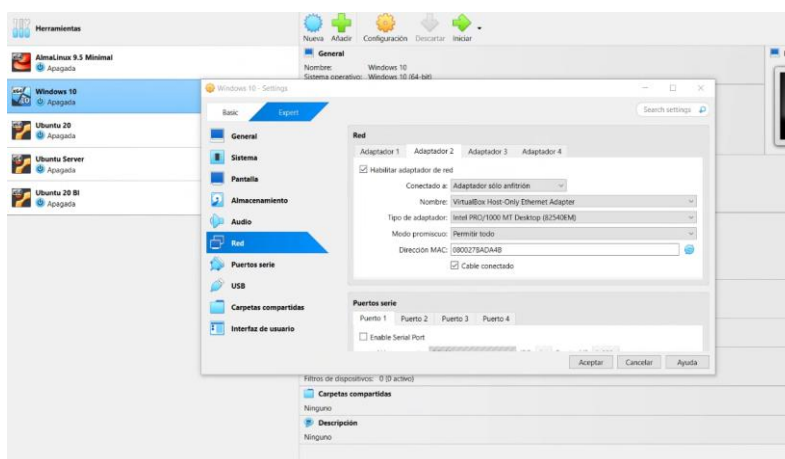 Herramientas
Nueva Añadir Configuración Descartar Iniciar
AlmaLinux 9.5 Minimal
Apagada
Windows 10
Apagada
Ubuntu 20
Apagada
Ubuntu Server
Apagada
Ubuntu 20 BI
Apagada
General
Nombre: Windows 10
Sistema operativo: Windows 10 (64-bit)
Windows 10 - Settings
Basic Expert
Search settings
General
Sistema
Pantalla
Almacenamiento
Audio
Red
Puertos serie
USB
Carpetas compartidas
Interfaz de usuario
Red
Adaptador 1 Adaptador 2 Adaptador 3 Adaptador 4
Habilitar adaptador de red
Conectado a: Adaptador sólo anfitrión
Nombre: VirtualBox Host-Only Ethernet Adapter
Tipo de adaptador: Intel PRO/1000 MT Desktop (82540EM)
Modo promiscuo: Permitir todo
Dirección MAC: 0800278ADA4B
Cable conectado
Puertos serie
Puerto 1 Puerto 2 Puerto 3 Puerto 4
Enable Serial Port
Aceptar Cancelar Ayuda
Filtros de dispositivos: 0 (0 activo)
Carpetas compartidas
Ninguno
Descripción
Ninguno